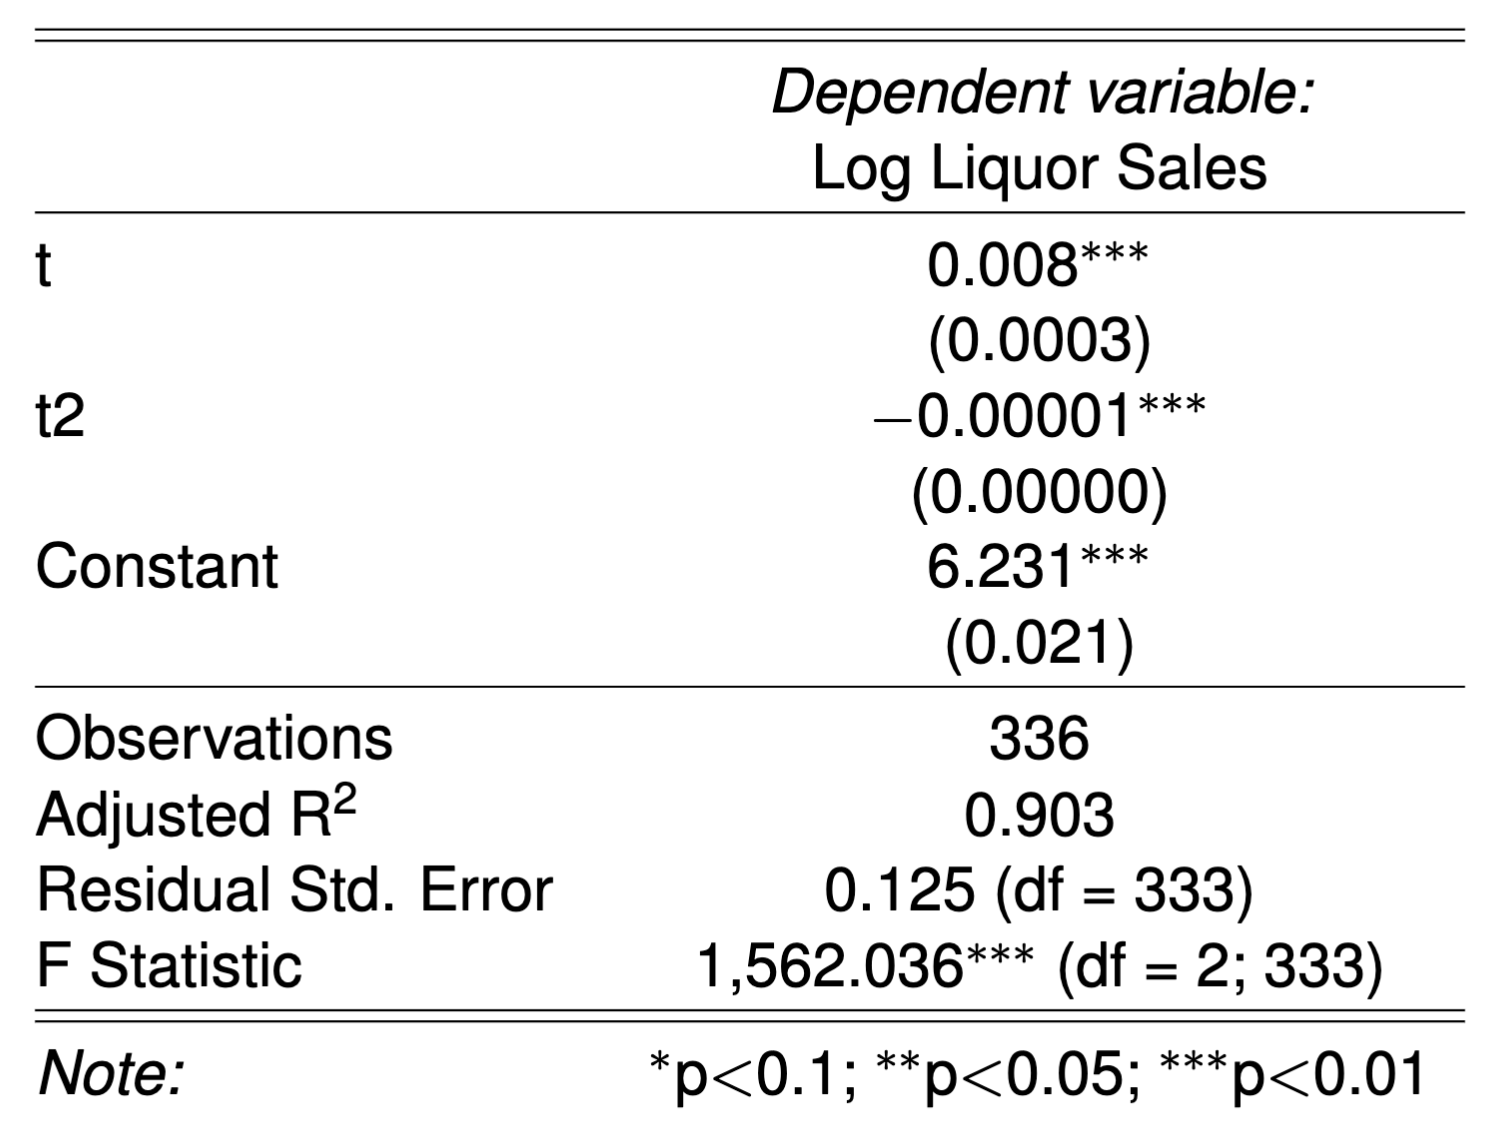 Dependent variable:
Log Liquor Sales
t 0.008***
(0.0003)
t2 −0.00001***
(0.00000)
Constant 6.231***
(0.021)
Observations 336
Adjusted R² 0.903
Residual Std. Error 0.125 (df = 333)
F Statistic 1,562.036*** (df = 2; 333)
Note: *p<0.1; **p<0.05; ***p<0.01